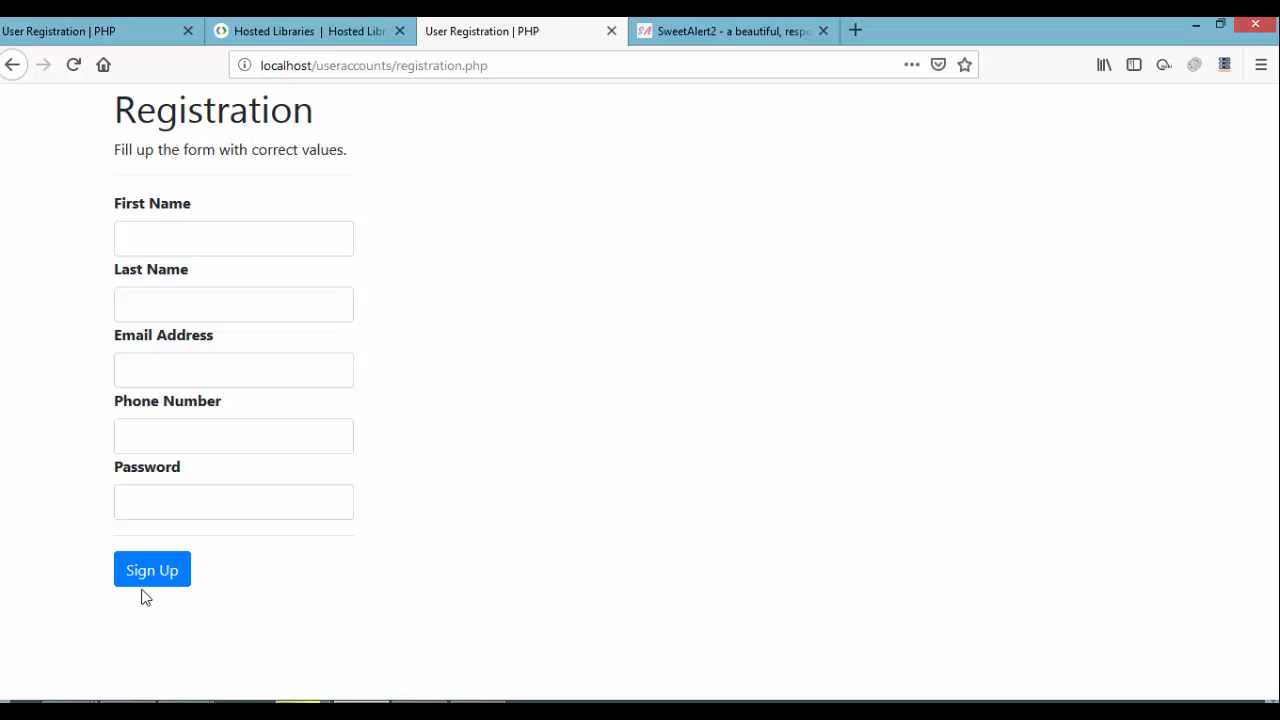 User Registration | PHP
Hosted Libraries | Hosted Libr
User Registration | PHP
SweetAlert2 - a beautiful, respo
localhost/useraccounts/registration.php
Registration
Fill up the form with correct values.
First Name
Last Name
Email Address
Phone Number
Password
Sign Up